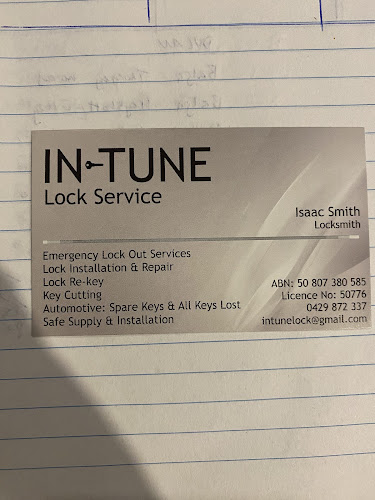 IN-TUNE
Lock Service
Isaac Smith
Locksmith
Emergency Lock Out Services
Lock Installation & Repair
Lock Re-key
Key Cutting
Automotive: Spare Keys & All Keys Lost
Safe Supply & Installation
ABN: 50 807 380 585
Licence No: 50776
0429 872 337
intunelock@gmail.com